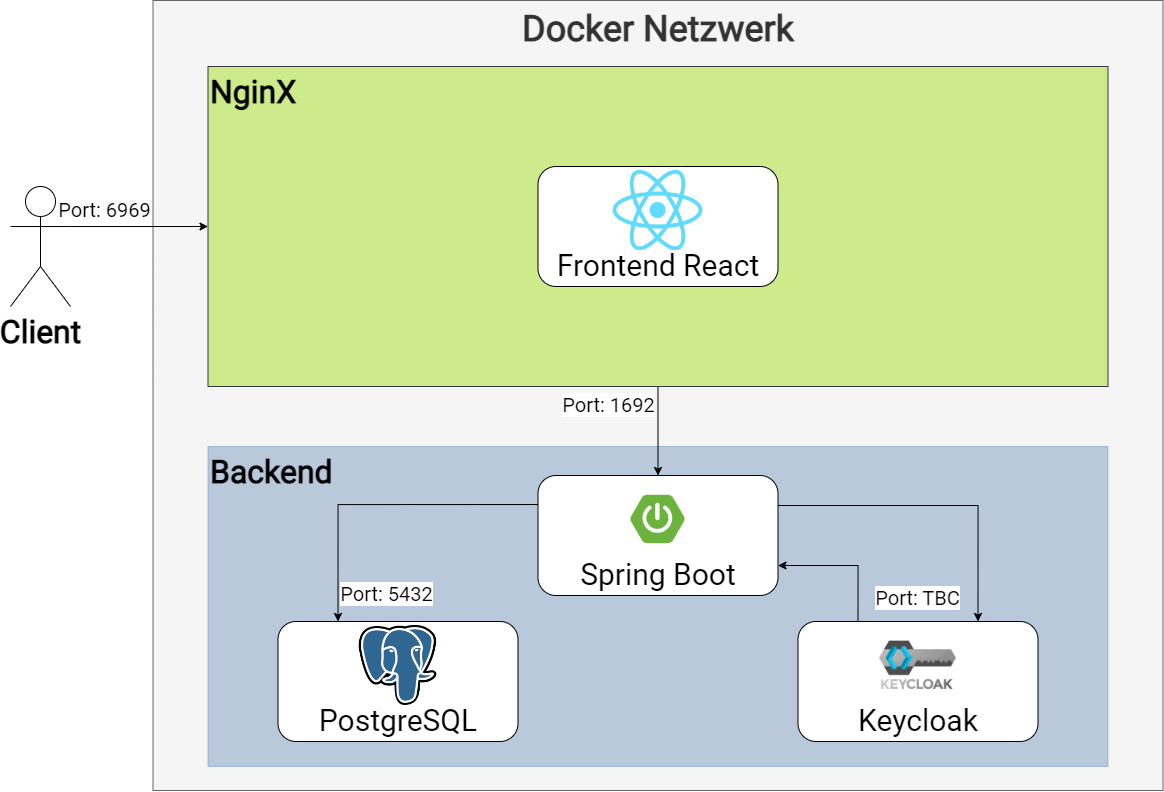 Docker Netzwerk
NginX
Port: 6969
Frontend React
Client
Port: 1692
Backend
Spring Boot
Port: 5432
Port: TBC
KEYCLOAK
PostgreSQL
Keycloak